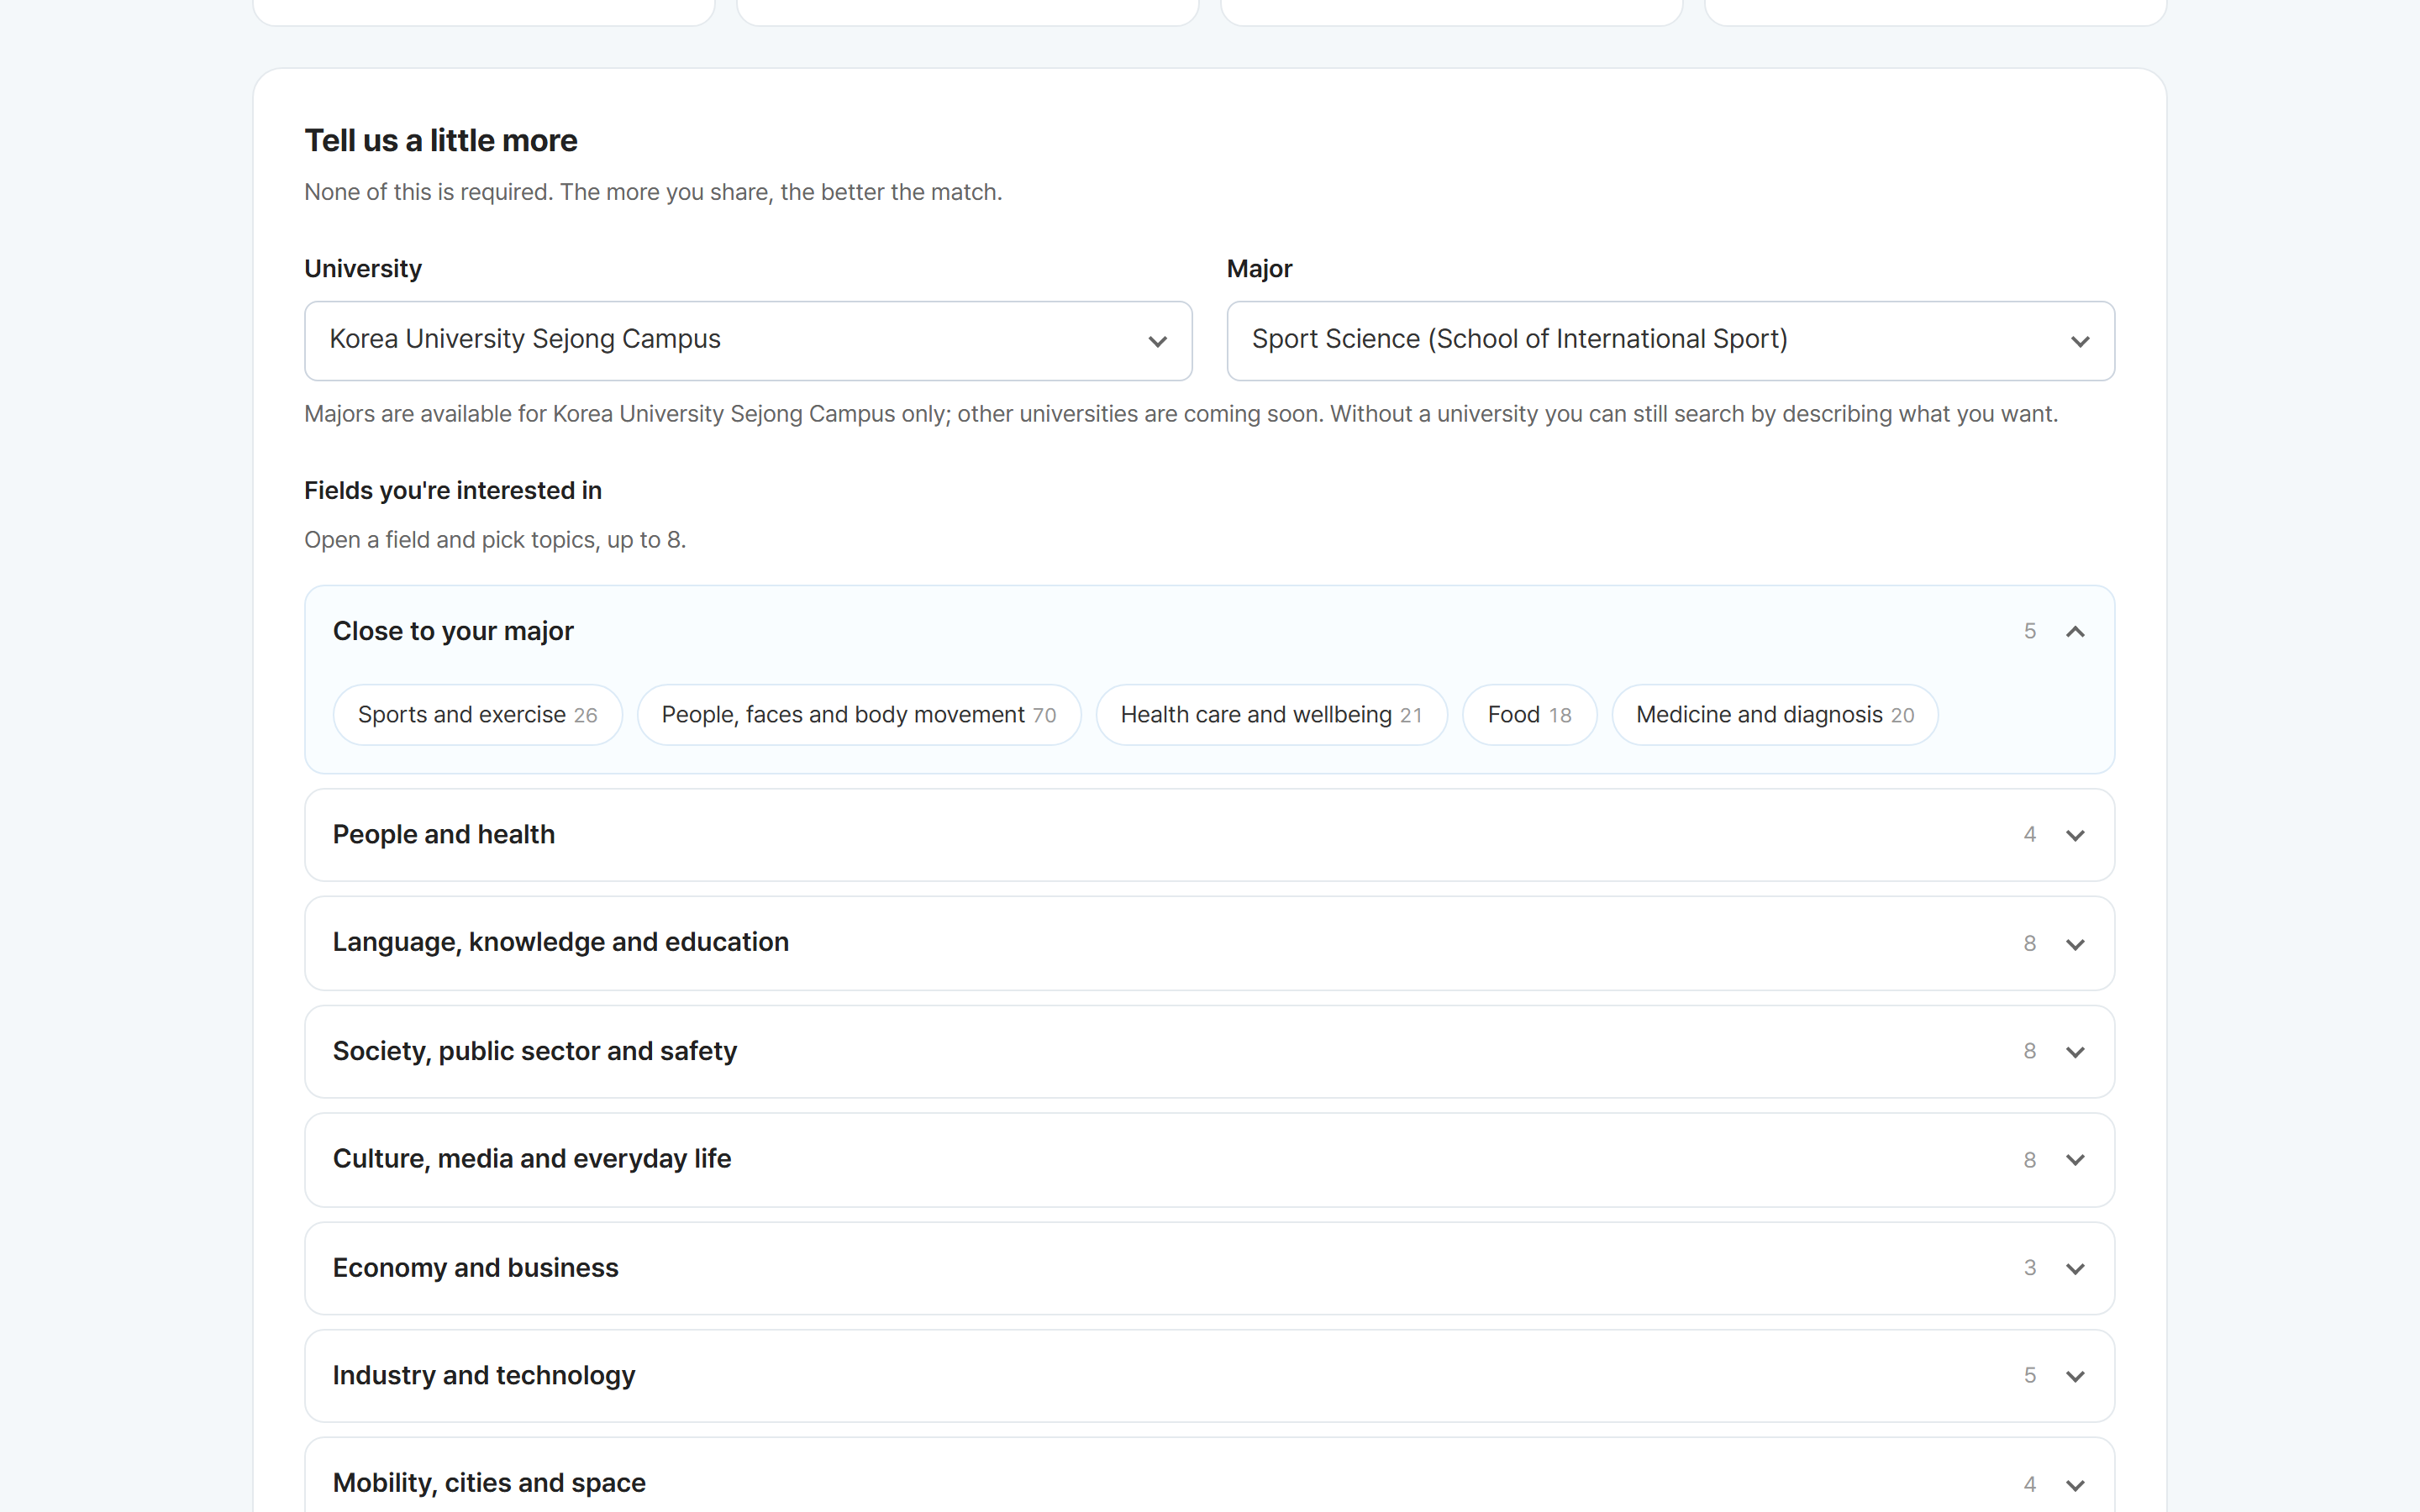 Tell us a little more
None of this is required. The more you share, the better the match.
University
Major
Korea University Sejong Campus
Sport Science (School of International Sport)
Majors are available for Korea University Sejong Campus only; other universities are coming soon. Without a university you can still search by describing what you want.
Fields you're interested in
Open a field and pick topics, up to 8.
Close to your major 5
Sports and exercise 26 People, faces and body movement 70 Health care and wellbeing 21 Food 18 Medicine and diagnosis 20
People and health 4
Language, knowledge and education 8
Society, public sector and safety 8
Culture, media and everyday life 8
Economy and business 3
Industry and technology 5
Mobility, cities and space 4